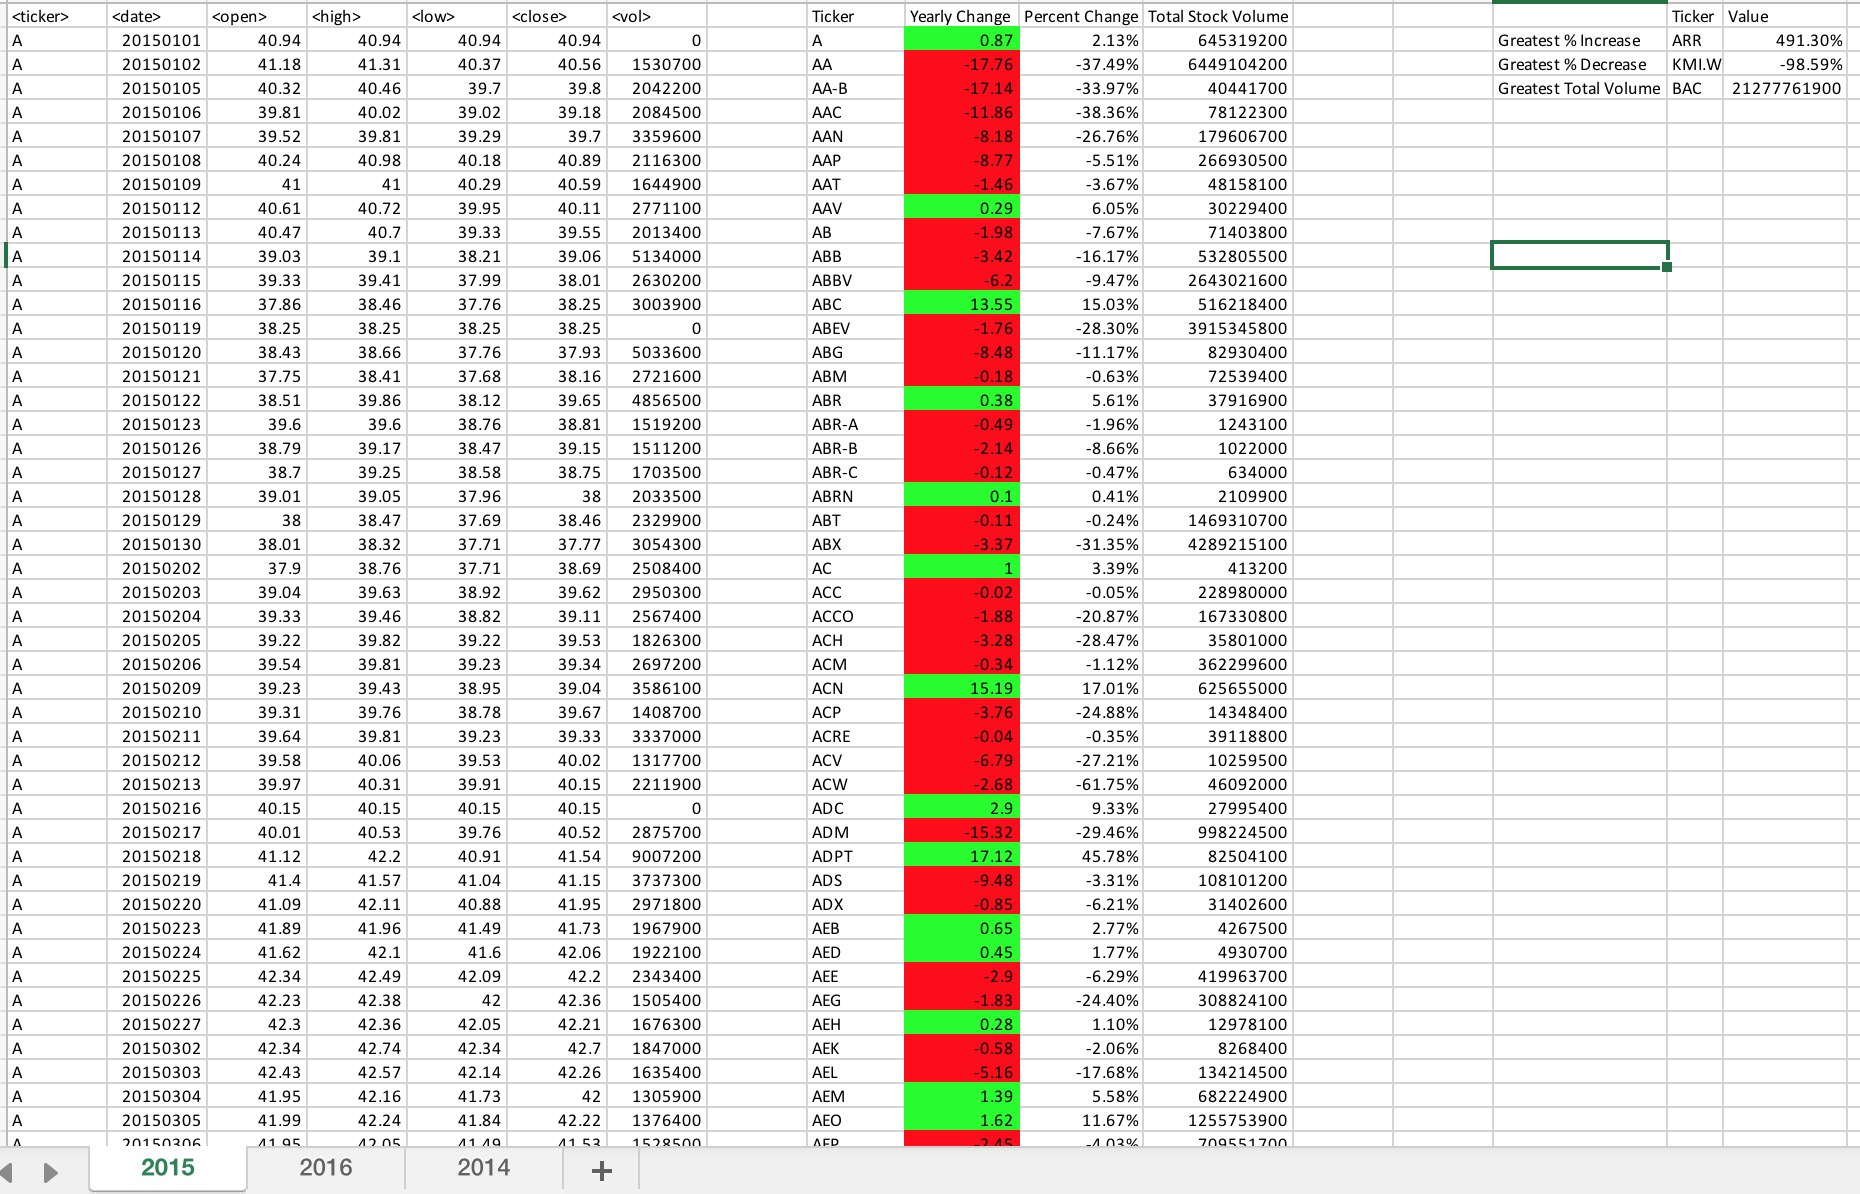 <ticker> <date> <open> <high> <low> <close> <vol> Ticker Yearly Change Percent Change Total Stock Volume Ticker Value
A 20150101 40.94 40.94 40.94 40.94 0 A 0.87 2.13% 645319200 Greatest % Increase ARR 491.30%
A 20150102 41.18 41.31 40.37 40.56 1530700 AA -17.76 -37.49% 6449104200 Greatest % Decrease KMI.W -98.59%
A 20150105 40.32 40.46 39.7 39.8 2042200 AA-B -17.14 -33.97% 40441700 Greatest Total Volume BAC 21277761900
A 20150106 39.81 40.02 39.02 39.18 2084500 AAC -11.86 -38.36% 78122300
A 20150107 39.52 39.81 39.29 39.7 3359600 AAN -8.18 -26.76% 179606700
A 20150108 40.24 40.98 40.18 40.89 2116300 AAP -8.77 -5.51% 266930500
A 20150109 41 41 40.29 40.59 1644900 AAT -1.46 -3.67% 48158100
A 20150112 40.61 40.72 39.95 40.11 2771100 AAV 0.29 6.05% 30229400
A 20150113 40.47 40.7 39.33 39.55 2013400 AB -1.98 -7.67% 71403800
A 20150114 39.03 39.1 38.21 39.06 5134000 ABB -3.42 -16.17% 532805500
A 20150115 39.33 39.41 37.99 38.01 2630200 ABBV -6.2 -9.47% 2643021600
A 20150116 37.86 38.46 37.76 38.25 3003900 ABC 13.55 15.03% 516218400
A 20150119 38.25 38.25 38.25 38.25 0 ABEV -1.76 -28.30% 3915345800
A 20150120 38.43 38.66 37.76 37.93 5033600 ABG -8.48 -11.17% 82930400
A 20150121 37.75 38.41 37.68 38.16 2721600 ABM -0.18 -0.63% 72539400
A 20150122 38.51 39.86 38.12 39.65 4856500 ABR 0.38 5.61% 37916900
A 20150123 39.6 39.6 38.76 38.81 1519200 ABR-A -0.49 -1.96% 1243100
A 20150126 38.79 39.17 38.47 39.15 1511200 ABR-B -2.14 -8.66% 1022000
A 20150127 38.7 39.25 38.58 38.75 1703500 ABR-C -0.12 -0.47% 634000
A 20150128 39.01 39.05 37.96 38 2033500 ABRN 0.1 0.41% 2109900
A 20150129 38 38.47 37.69 38.46 2329900 ABT -0.11 -0.24% 1469310700
A 20150130 38.01 38.32 37.71 37.77 3054300 ABX -3.37 -31.35% 4289215100
A 20150202 37.9 38.76 37.71 38.69 2508400 AC 1 3.39% 413200
A 20150203 39.04 39.63 38.92 39.62 2950300 ACC -0.02 -0.05% 228980000
A 20150204 39.33 39.46 38.82 39.11 2567400 ACCO -1.88 -20.87% 167330800
A 20150205 39.22 39.82 39.22 39.53 1826300 ACH -3.28 -28.47% 35801000
A 20150206 39.54 39.81 39.23 39.34 2697200 ACM -0.34 -1.12% 362299600
A 20150209 39.23 39.43 38.95 39.04 3586100 ACN 15.19 17.01% 625655000
A 20150210 39.31 39.76 38.78 39.67 1408700 ACP -3.76 -24.88% 14348400
A 20150211 39.64 39.81 39.23 39.33 3337000 ACRE -0.04 -0.35% 39118800
A 20150212 39.58 40.06 39.53 40.02 1317700 ACV -6.79 -27.21% 10259500
A 20150213 39.97 40.31 39.91 40.15 2211900 ACW -2.68 -61.75% 46092000
A 20150216 40.15 40.15 40.15 40.15 0 ADC 2.9 9.33% 27995400
A 20150217 40.01 40.53 39.76 40.52 2875700 ADM -15.32 -29.46% 998224500
A 20150218 41.12 42.2 40.91 41.54 9007200 ADPT 17.12 45.78% 82504100
A 20150219 41.4 41.57 41.04 41.15 3737300 ADS -9.48 -3.31% 108101200
A 20150220 41.09 42.11 40.88 41.95 2971800 ADX -0.85 -6.21% 31402600
A 20150223 41.89 41.96 41.49 41.73 1967900 AEB 0.65 2.77% 4267500
A 20150224 41.62 42.1 41.6 42.06 1922100 AED 0.45 1.77% 4930700
A 20150225 42.34 42.49 42.09 42.2 2343400 AEE -2.9 -6.29% 419963700
A 20150226 42.23 42.38 42 42.36 1505400 AEG -1.83 -24.40% 308824100
A 20150227 42.3 42.36 42.05 42.21 1676300 AEH 0.28 1.10% 12978100
A 20150302 42.34 42.74 42.34 42.7 1847000 AEK -0.58 -2.06% 8268400
A 20150303 42.43 42.57 42.14 42.26 1635400 AEL -5.16 -17.68% 134214500
A 20150304 41.95 42.16 41.73 42 1305900 AEM 1.39 5.58% 682224900
A 20150305 41.99 42.24 41.84 42.22 1376400 AEO 1.62 11.67% 1255753900
A 20150306 41.95 42.05 41.49 41.53 1528500 AEP -2.45 -4.03% 709551700
2015 2016 2014 +